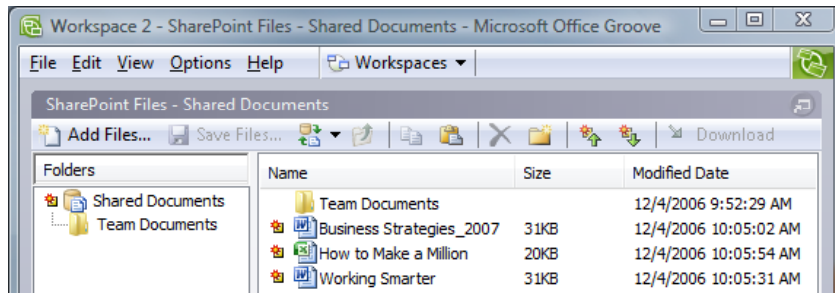 Workspace 2 - SharePoint Files - Shared Documents - Microsoft Office Groove
File Edit View Options Help Workspaces
SharePoint Files - Shared Documents
Add Files... Save Files... Download
Folders Name Size Modified Date
Shared Documents Team Documents 12/4/2006 9:52:29 AM
Team Documents Business Strategies_2007 31KB 12/4/2006 10:05:02 AM
How to Make a Million 20KB 12/4/2006 10:05:54 AM
Working Smarter 31KB 12/4/2006 10:05:31 AM